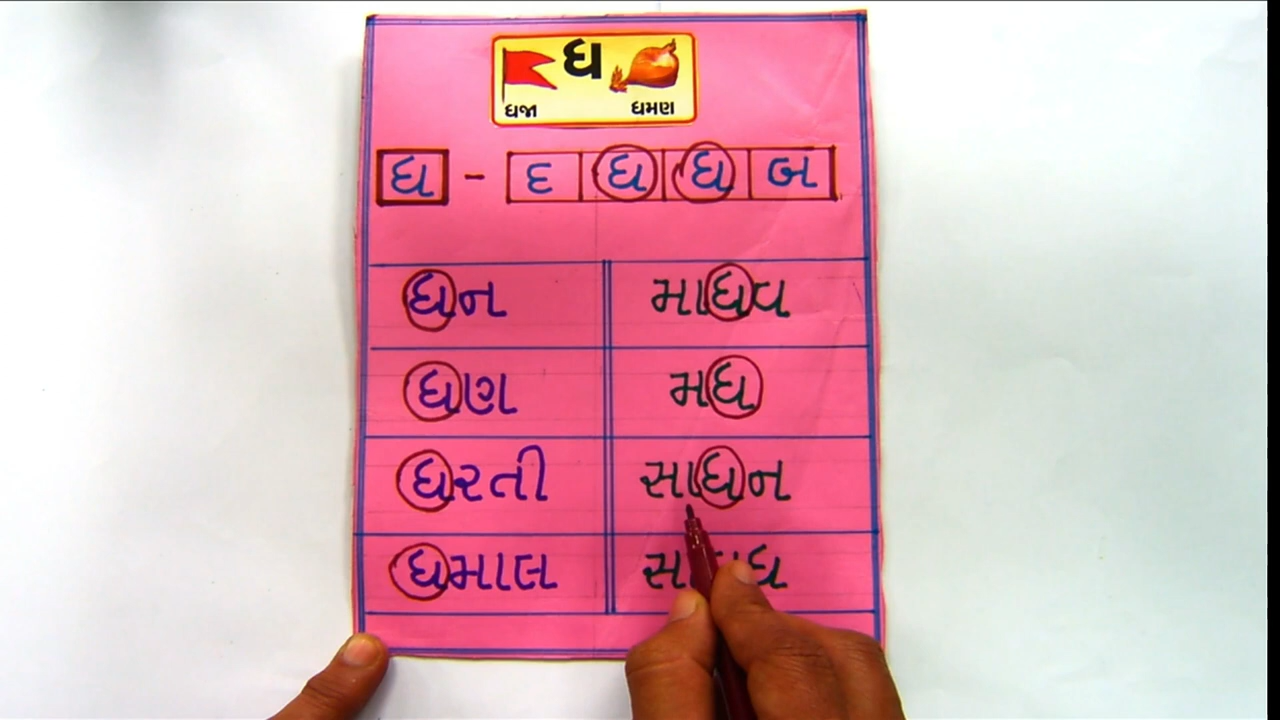 ધ
ધજા ધમણ
ધ - દ ધ ધ બ
ધન માધવ
ધણ મધ
ધરતી સાધન
ધમાલ